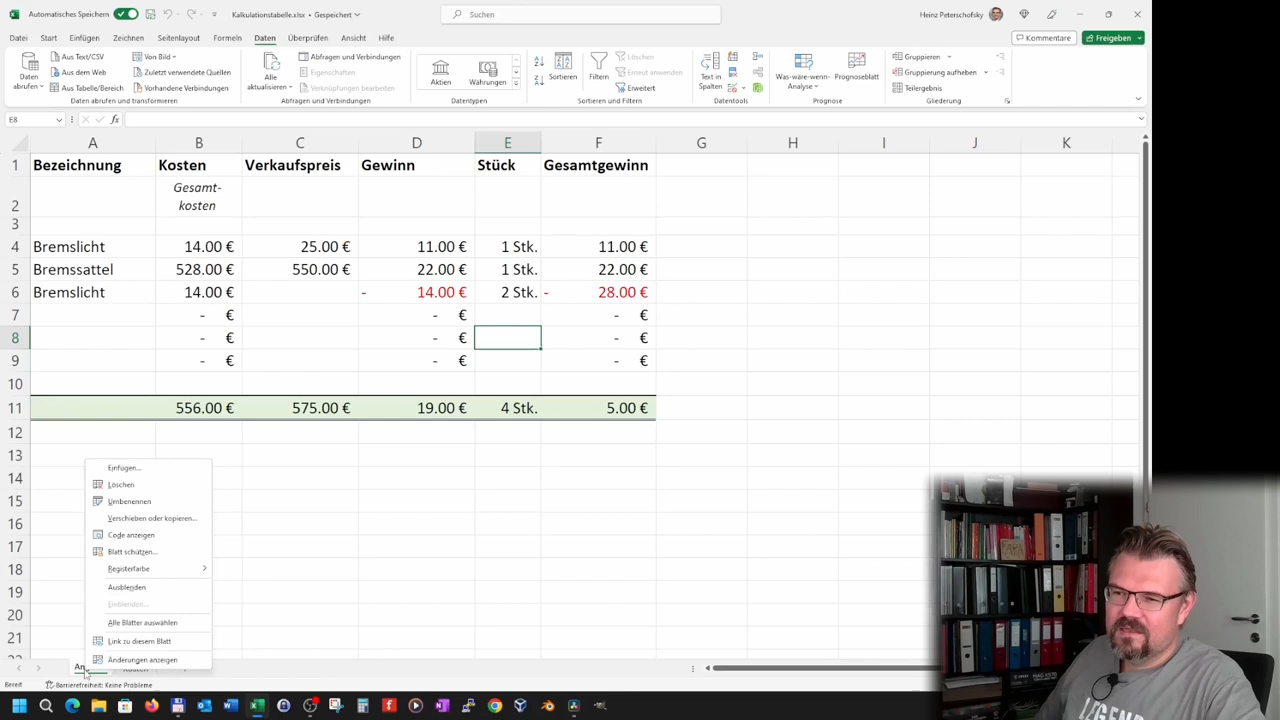 Automatisches Speichern
Kalkulationstabelle.xlsx • Gespeichert
Suchen
Heinz Peterschofsky
Datei Start Einfügen Zeichnen Seitenlayout Formeln Daten Überprüfen Ansicht Hilfe
Kommentare
Freigeben
Daten abrufen
Aus Text/CSV
Aus dem Web
Aus Tabelle/Bereich
Von Bild
Zuletzt verwendete Quellen
Vorhandene Verbindungen
Daten abrufen und transformieren
Alle aktualisieren
Abfragen und Verbindungen
Eigenschaften
Verknüpfungen bearbeiten
Abfragen und Verbindungen
Aktien
Währungen
Datentypen
Sortieren
Filtern
Löschen
Erneut anwenden
Erweitert
Sortieren und Filtern
Text in Spalten
Datentools
Was-wäre-wenn-Analyse
Prognoseblatt
Prognose
Gruppieren
Gruppierung aufheben
Teilergebnis
Gliederung
E8
fx
A B C D E F G H I J K
1 Bezeichnung Kosten Verkaufspreis Gewinn Stück Gesamtgewinn
2 Gesamt-
kosten
3
4 Bremslicht 14.00 € 25.00 € 11.00 € 1 Stk. 11.00 €
5 Bremssattel 528.00 € 550.00 € 22.00 € 1 Stk. 22.00 €
6 Bremslicht 14.00 € - 14.00 € 2 Stk. - 28.00 €
7 - € - € - €
8 - € - € - €
9 - € - € - €
10
11 556.00 € 575.00 € 19.00 € 4 Stk. 5.00 €
12
13
14
15
16
17
18
19
20
21
Einfügen...
Löschen
Umbenennen
Verschieben oder kopieren...
Code anzeigen
Blatt schützen...
Registerfarbe
Ausblenden
Einblenden...
Alle Blätter auswählen
Link zu diesem Blatt
Änderungen anzeigen
Bereit
Barrierefreiheit: Keine Probleme
PAPA